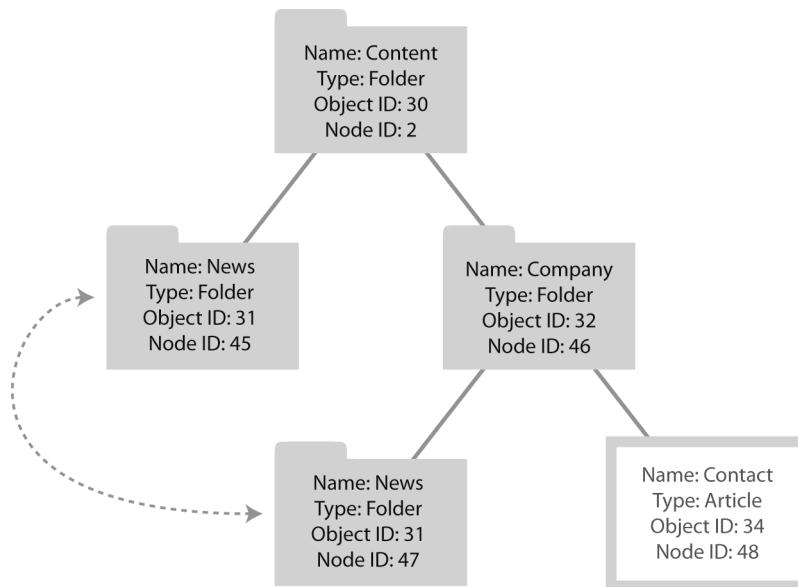 Name: Content
Type: Folder
Object ID: 30
Node ID: 2
Name: News
Type: Folder
Object ID: 31
Node ID: 45
Name: Company
Type: Folder
Object ID: 32
Node ID: 46
Name: News
Type: Folder
Object ID: 31
Node ID: 47
Name: Contact
Type: Article
Object ID: 34
Node ID: 48